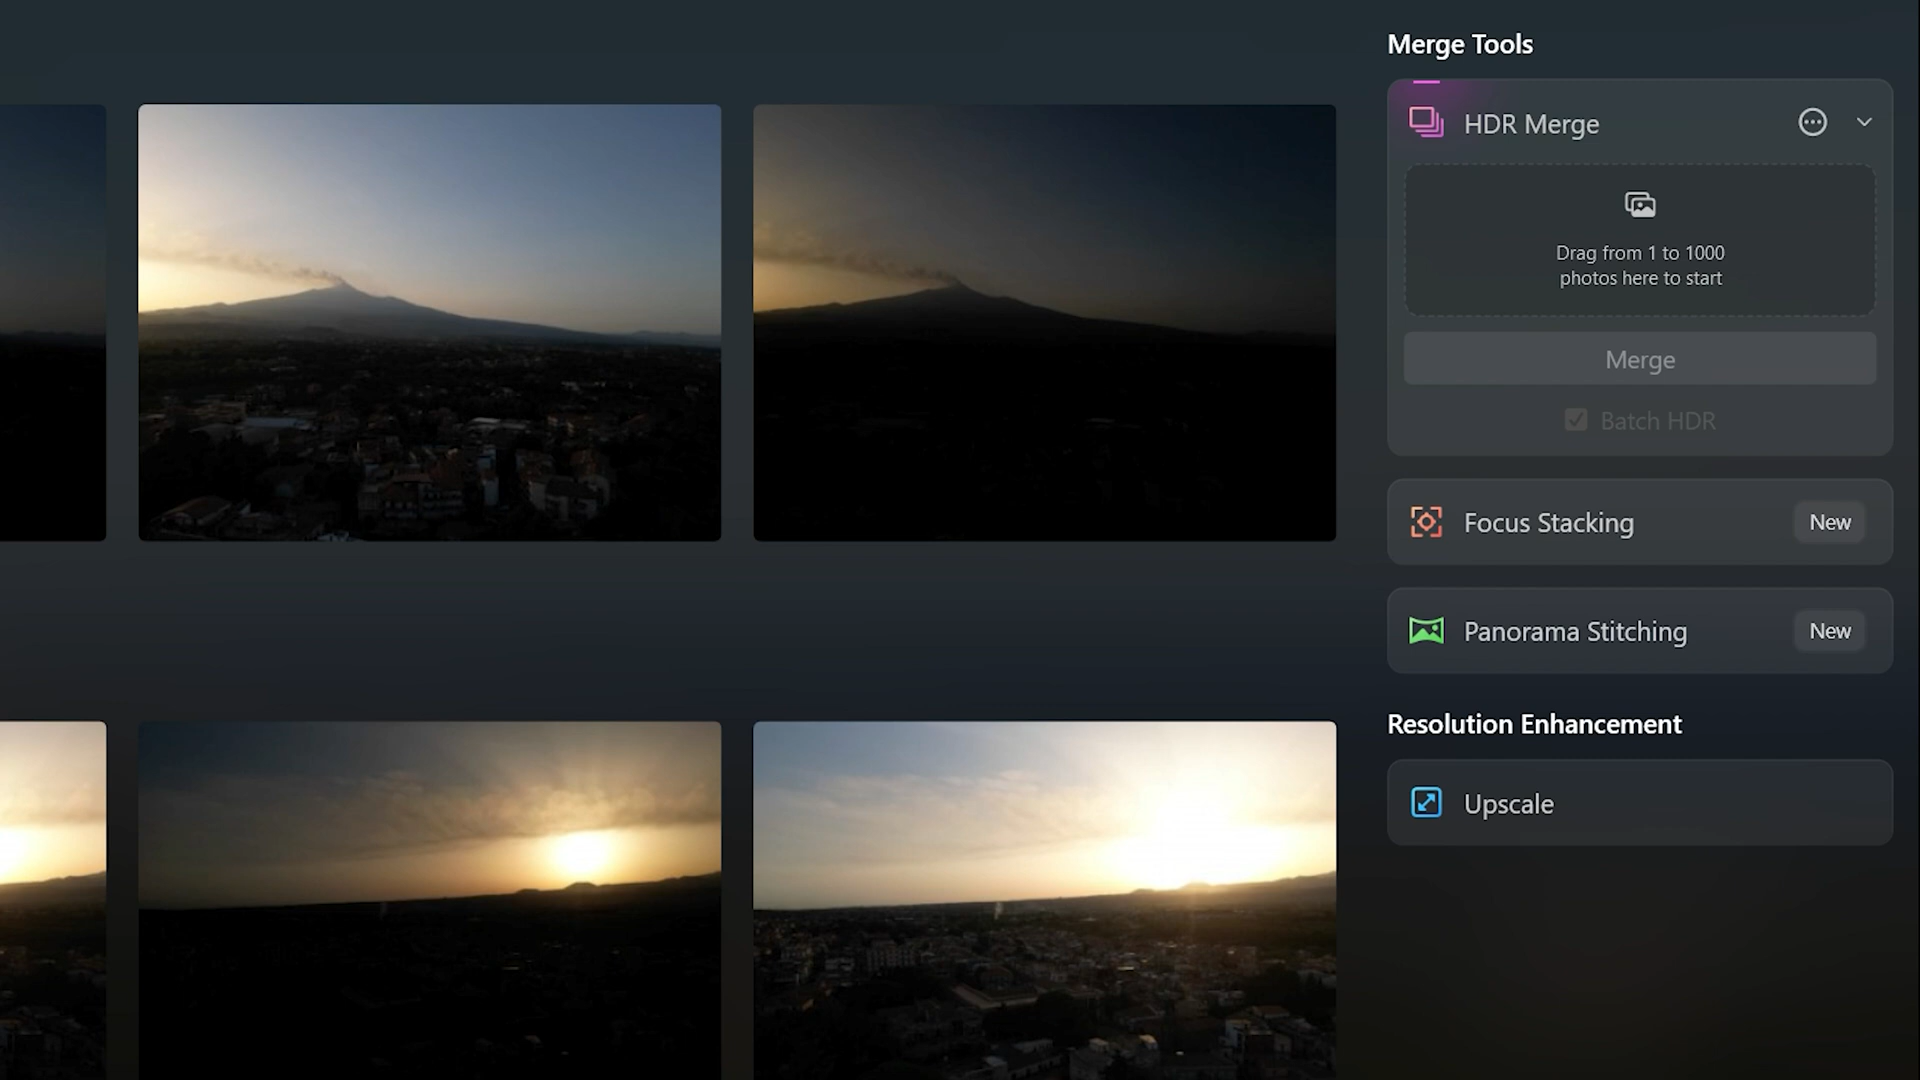 Merge Tools
HDR Merge
Drag from 1 to 1000
photos here to start
Merge
Batch HDR
Focus Stacking
New
Panorama Stitching
New
Resolution Enhancement
Upscale